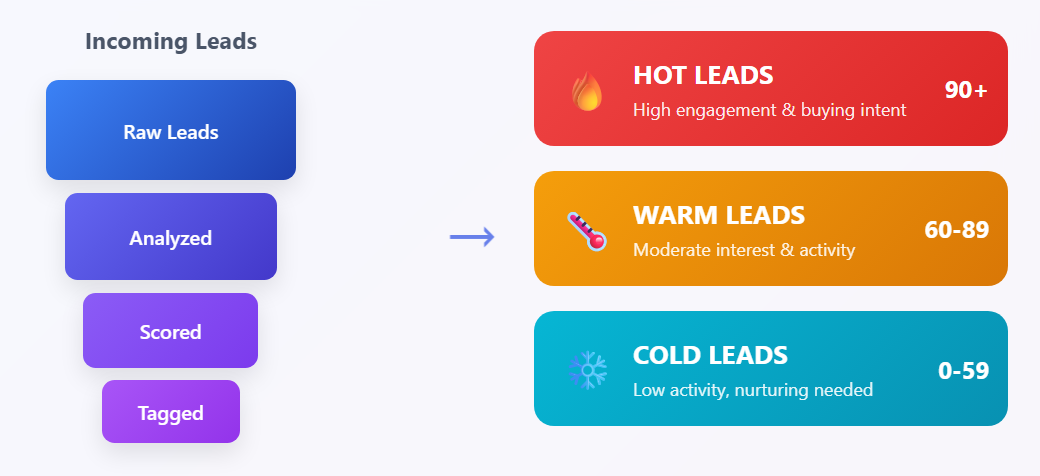 Incoming Leads
Raw Leads
Analyzed
Scored
Tagged
HOT LEADS
High engagement & buying intent
90+
WARM LEADS
Moderate interest & activity
60-89
COLD LEADS
Low activity, nurturing needed
0-59